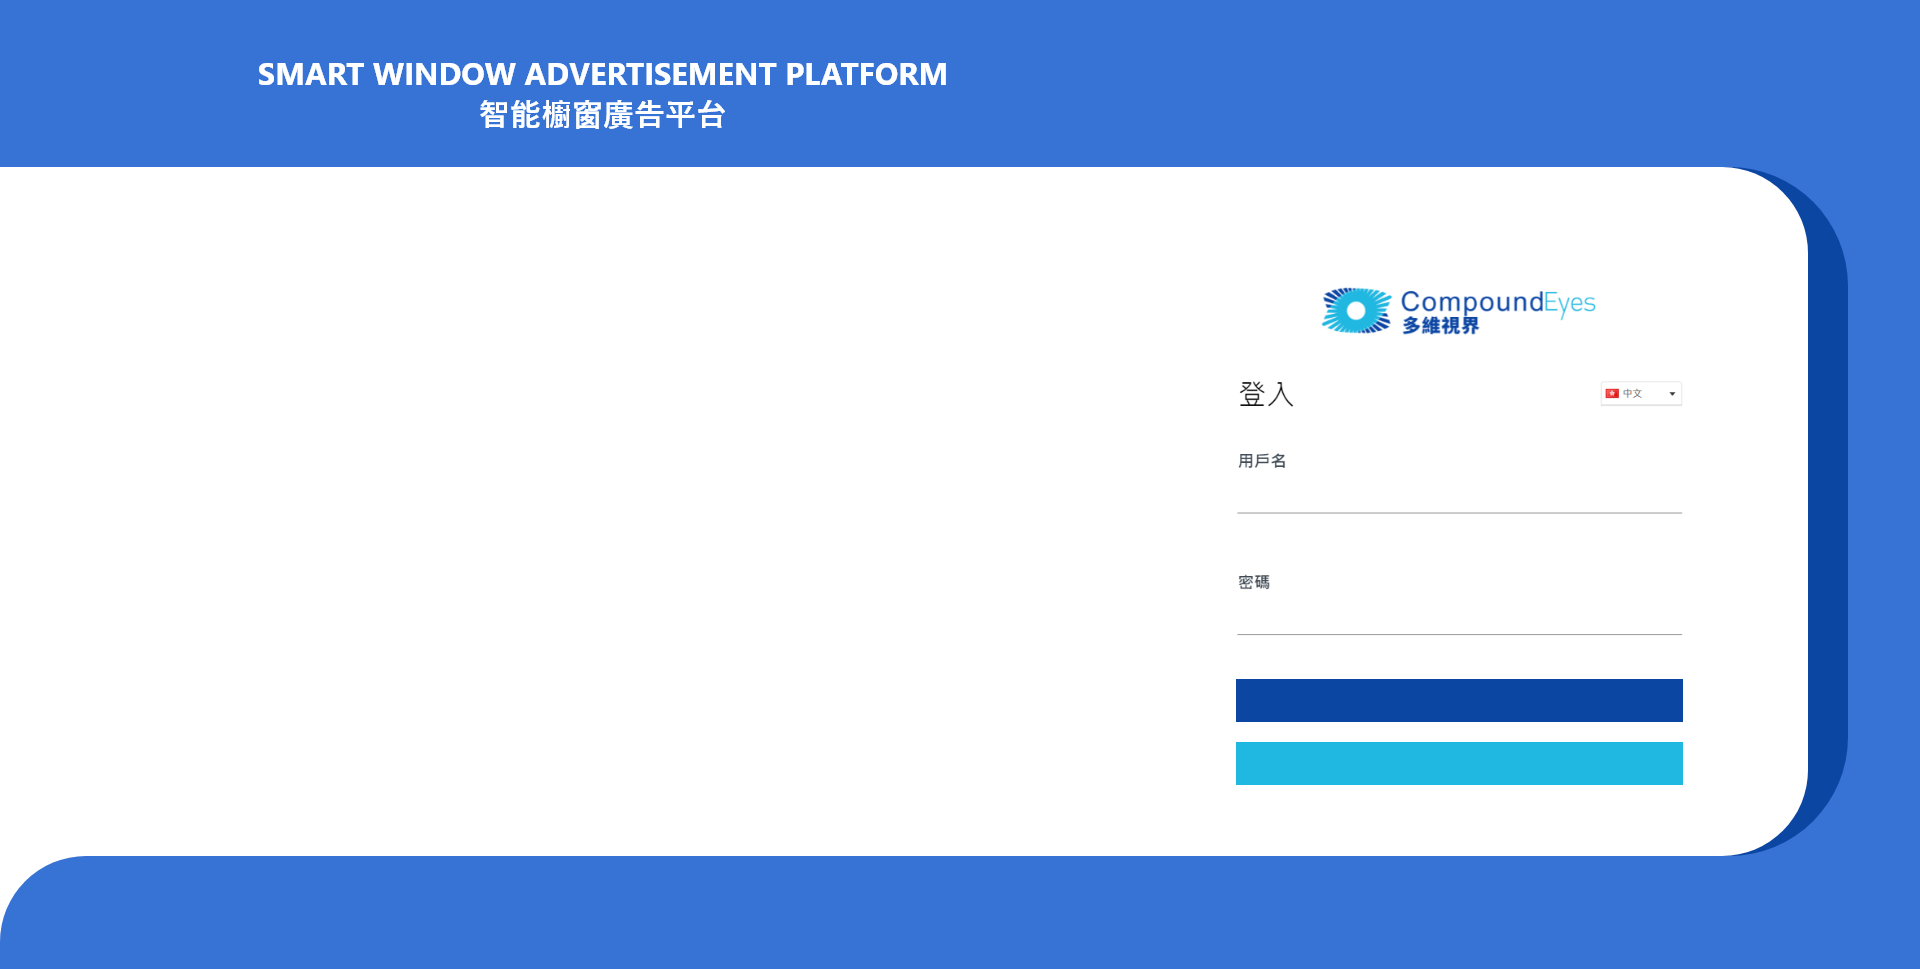 SMART WINDOW ADVERTISEMENT PLATFORM
智能櫥窗廣告平台
CompoundEyes
多維視界
登入
中文
用戶名
密碼